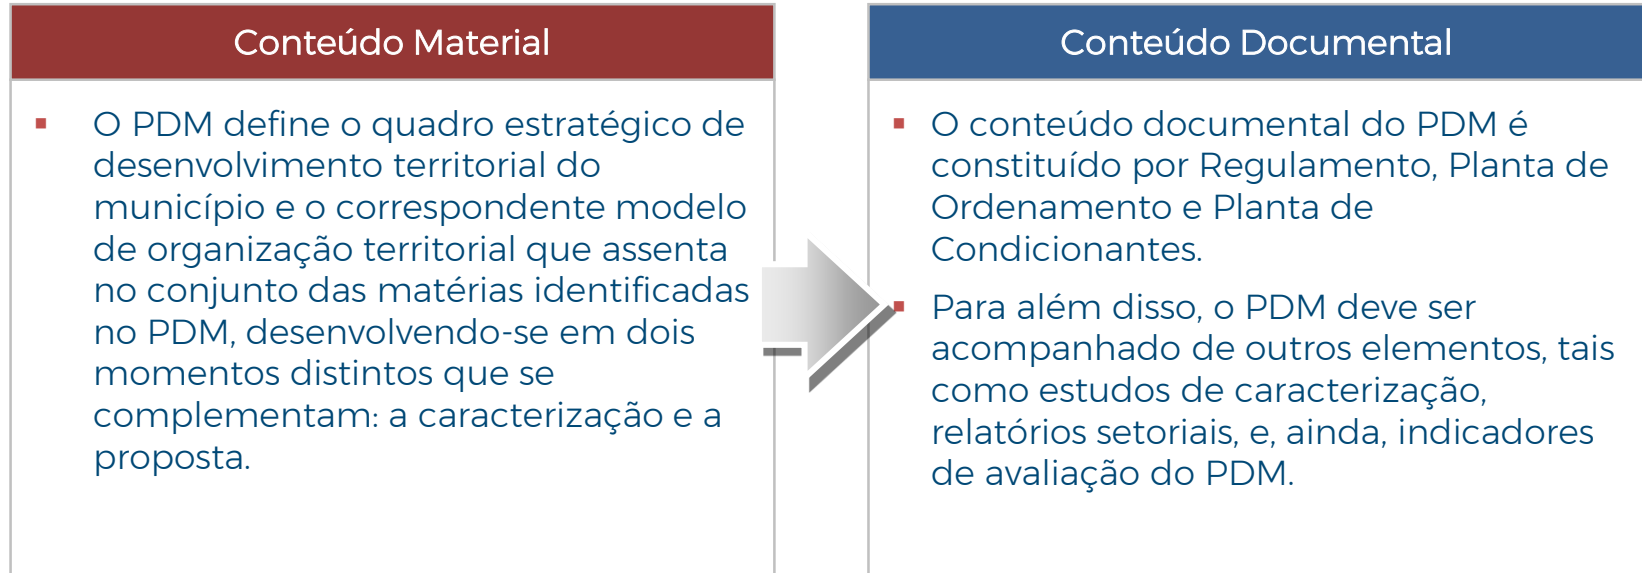 Conteúdo Material
▪ O PDM define o quadro estratégico de
desenvolvimento territorial do
município e o correspondente modelo
de organização territorial que assenta
no conjunto das matérias identificadas
no PDM, desenvolvendo-se em dois
momentos distintos que se
complementam: a caracterização e a
proposta.
Conteúdo Documental
▪ O conteúdo documental do PDM é
constituído por Regulamento, Planta de
Ordenamento e Planta de
Condicionantes.
▪ Para além disso, o PDM deve ser
acompanhado de outros elementos, tais
como estudos de caracterização,
relatórios setoriais, e, ainda, indicadores
de avaliação do PDM.